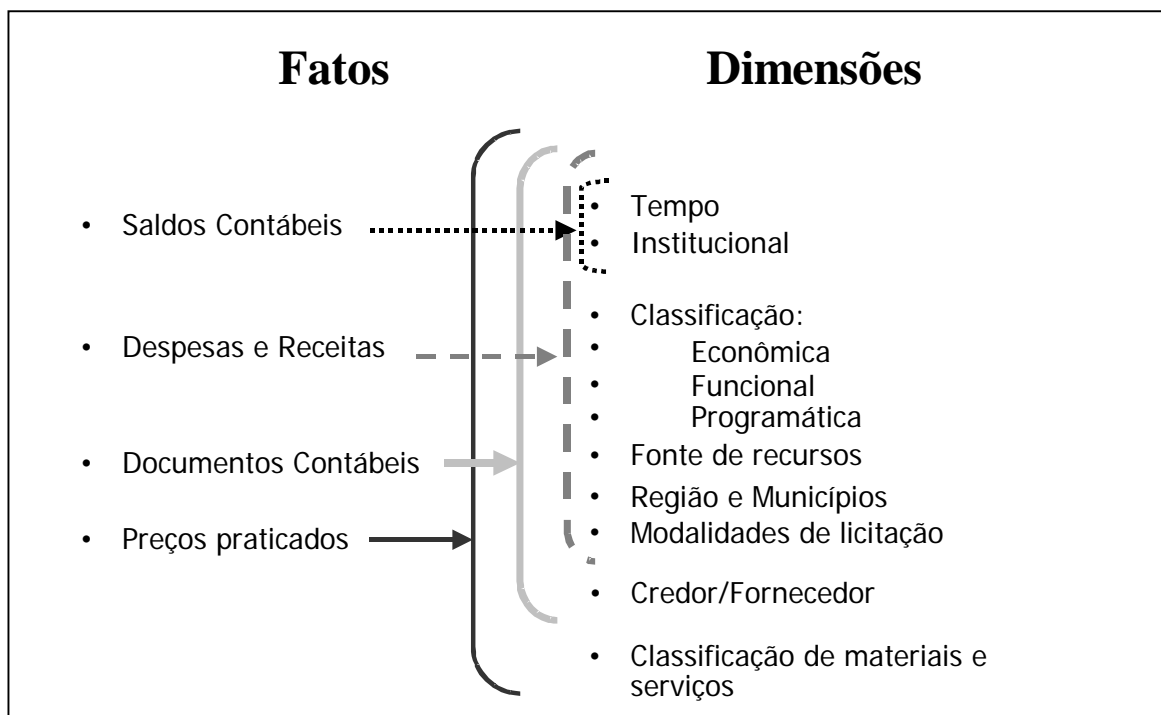 Fatos
Dimensões
• Saldos Contábeis
• Despesas e Receitas
• Documentos Contábeis
• Preços praticados
• Tempo
• Institucional
• Classificação:
• Econômica
• Funcional
• Programática
• Fonte de recursos
• Região e Municípios
• Modalidades de licitação
• Credor/Fornecedor
• Classificação de materiais e
serviços